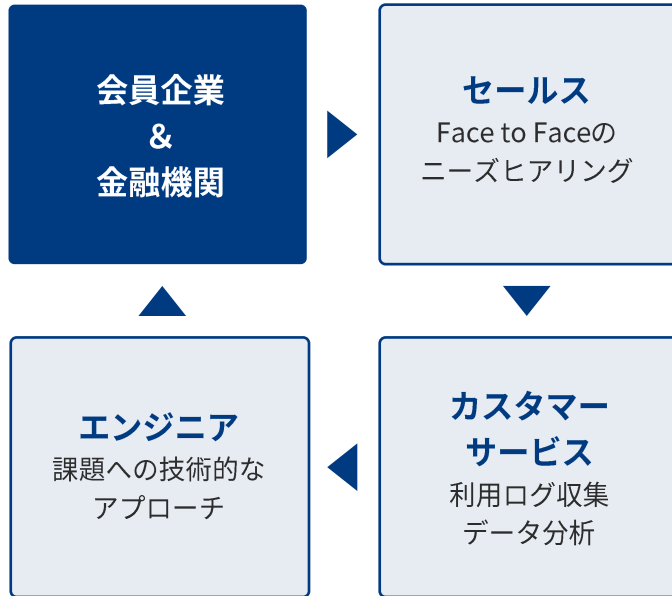 会員企業
&
金融機関
セールス
Face to Faceの
ニーズヒアリング
エンジニア
課題への技術的な
アプローチ
カスタマー
サービス
利用ログ収集
データ分析